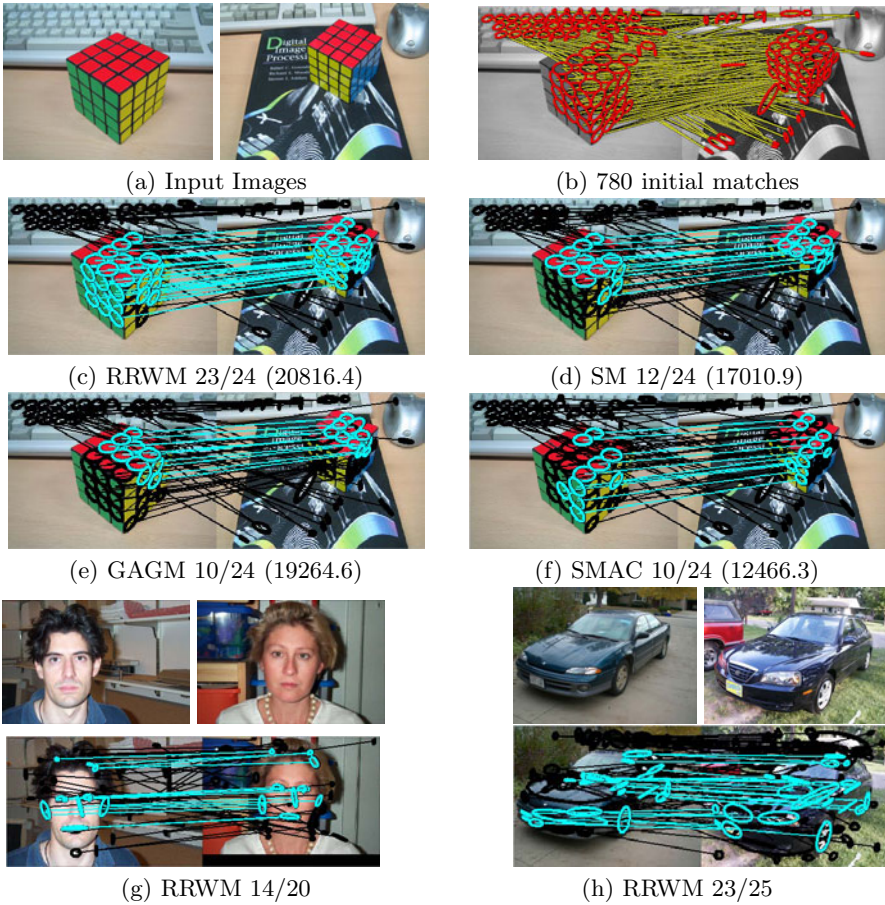 Digital
Image
Processi
(a) Input Images
(b) 780 initial matches
(c) RRWM 23/24 (20816.4)
(d) SM 12/24 (17010.9)
(e) GAGM 10/24 (19264.6)
(f) SMAC 10/24 (12466.3)
(g) RRWM 14/20
(h) RRWM 23/25